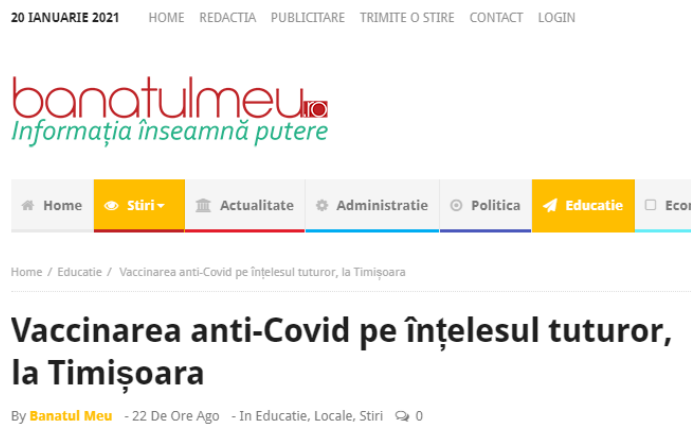 20 IANUARIE 2021 HOME REDACTIA PUBLICITARE TRIMITE O STIRE CONTACT LOGIN
banatulmeu.ro
Informația înseamnă putere
Home Stiri Actualitate Administratie Politica Educatie Econ
Home / Educatie / Vaccinarea anti-Covid pe înțelesul tuturor, la Timișoara
Vaccinarea anti-Covid pe înțelesul tuturor,
la Timișoara
By Banatul Meu - 22 De Ore Ago - In Educatie, Locale, Stiri 0